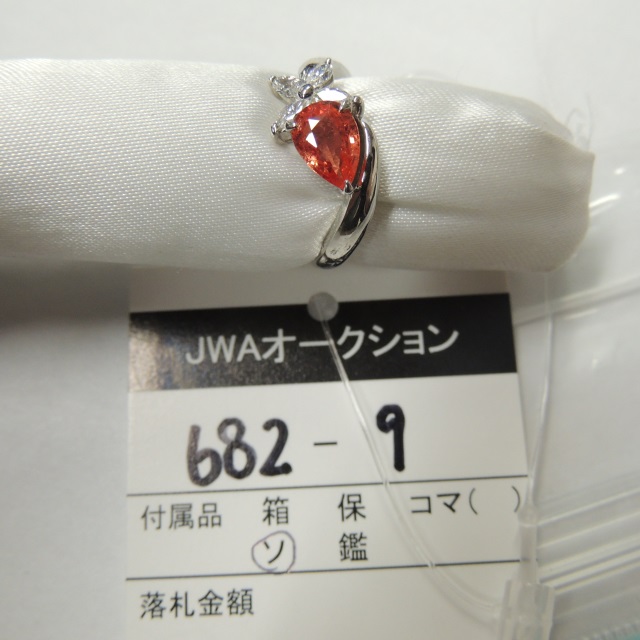 JWAオークション
682-9
付属品 箱 保 コマ( )
ソ 鑑
落札金額